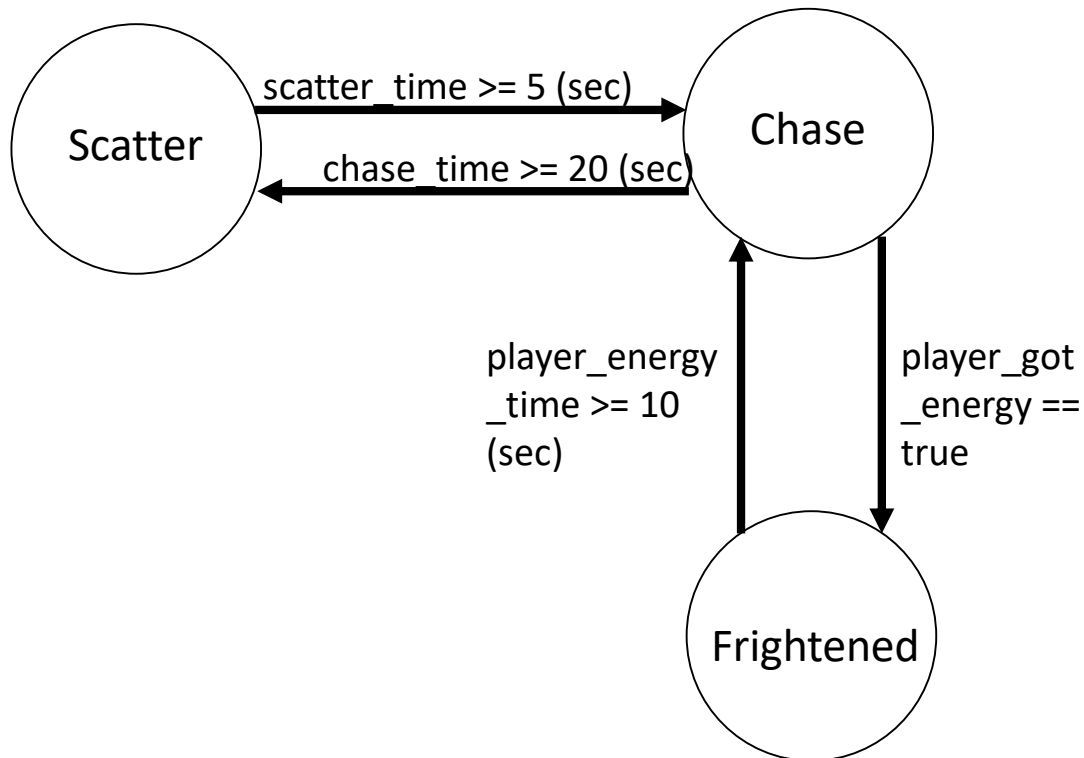 scatter_time >= 5 (sec)
Scatter
Chase
chase_time >= 20 (sec)
player_energy
_time >= 10
(sec)
player_got
_energy ==
true
Frightened